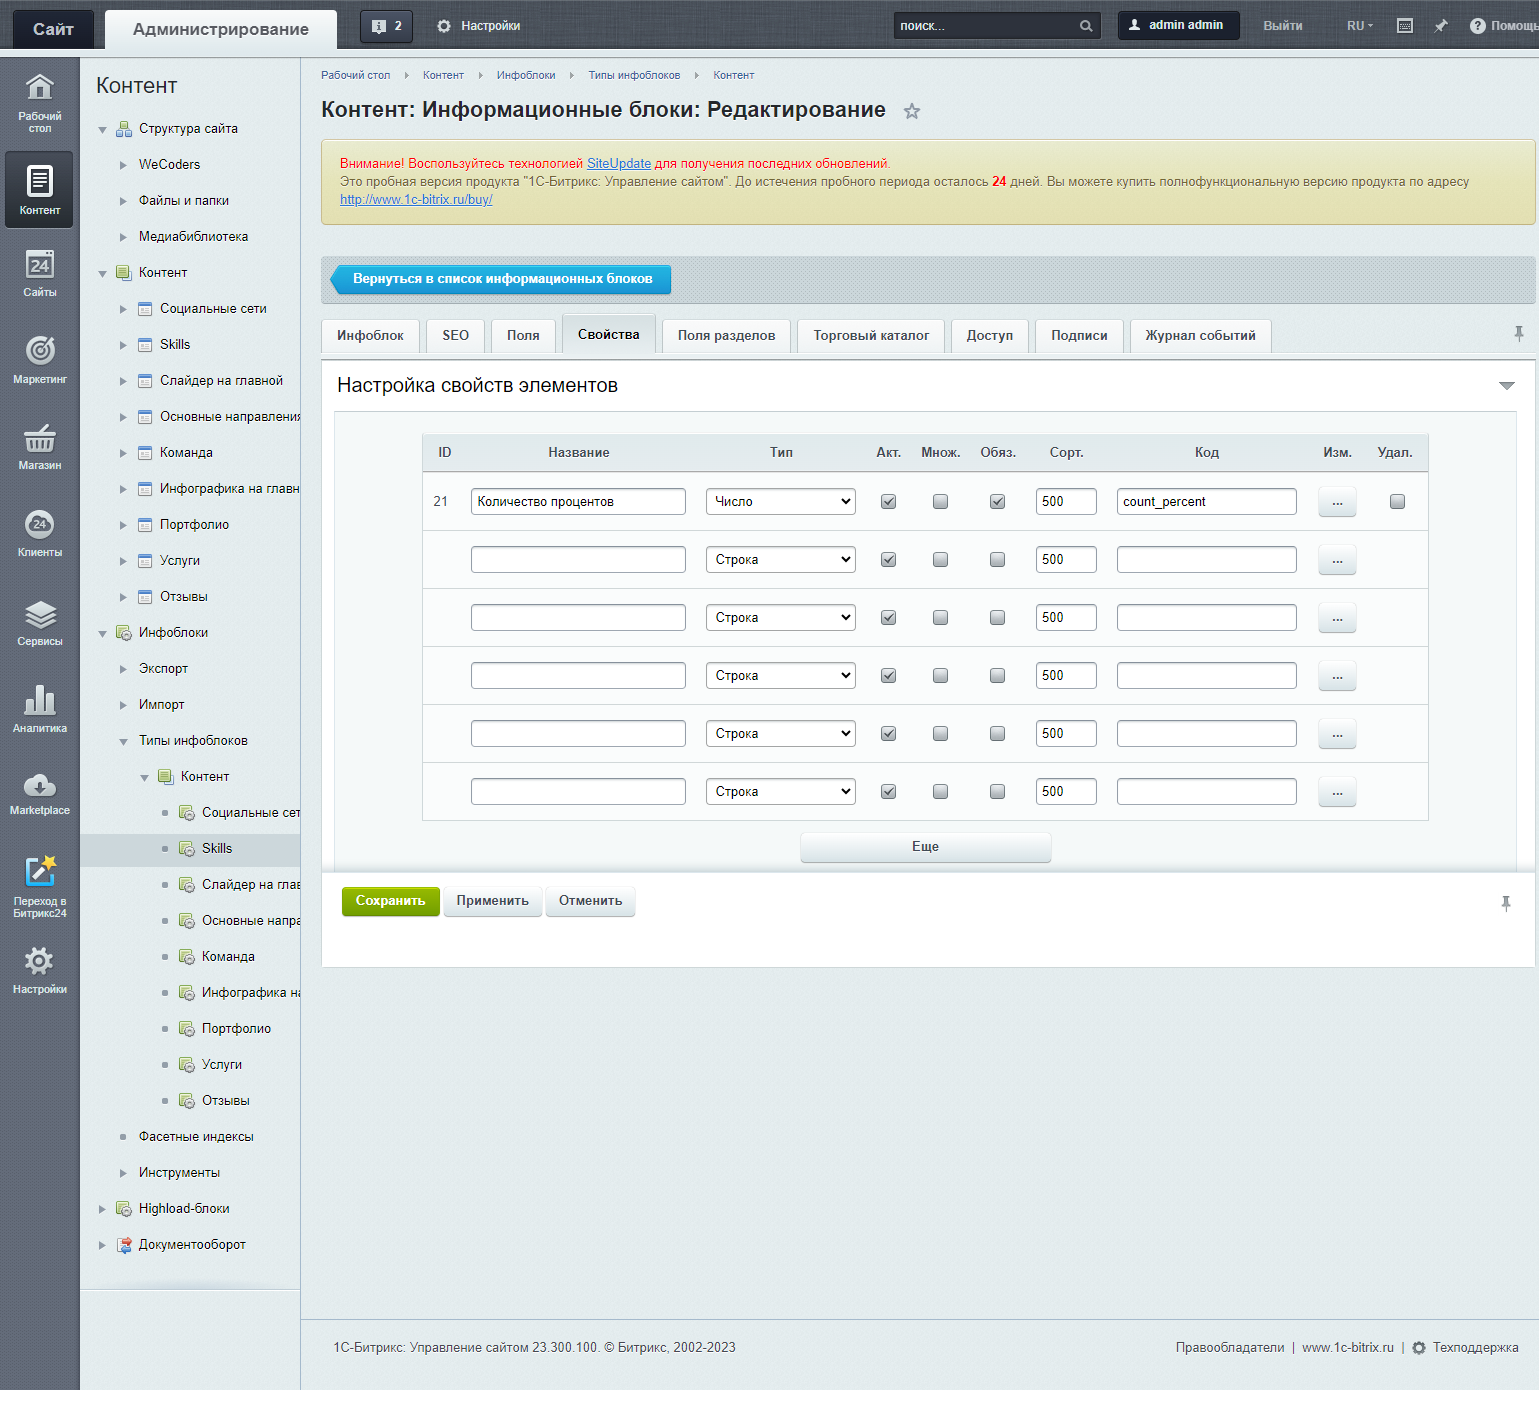 Сайт
Администрирование
2
Настройки
поиск...
admin admin
Выйти
RU
Помощь
Рабочий стол
Контент
24
Сайты
Маркетинг
Магазин
24
Клиенты
Сервисы
Аналитика
Marketplace
Переход в Битрикс24
Настройки
Контент
Структура сайта
WeCoders
Файлы и папки
Медиабиблиотека
Контент
Социальные сети
Skills
Слайдер на главной
Основные направления
Команда
Инфографика на главн
Портфолио
Услуги
Отзывы
Инфоблоки
Экспорт
Импорт
Типы инфоблоков
Контент
Социальные сет
Skills
Слайдер на глав
Основные напра
Команда
Инфографика на
Портфолио
Услуги
Отзывы
Фасетные индексы
Инструменты
Highload-блоки
Документооборот
Рабочий стол Контент Инфоблоки Типы инфоблоков Контент
Контент: Информационные блоки: Редактирование
Внимание! Воспользуйтесь технологией SiteUpdate для получения последних обновлений.
Это пробная версия продукта "1С-Битрикс: Управление сайтом". До истечения пробного периода осталось 24 дней. Вы можете купить полнофункциональную версию продукта по адресу
http://www.1c-bitrix.ru/buy/
Вернуться в список информационных блоков
Инфоблок SEO Поля Свойства Поля разделов Торговый каталог Доступ Подписи Журнал событий
Настройка свойств элементов
ID Название Тип Акт. Множ. Обяз. Сорт. Код Изм. Удал.
21 Количество процентов Число 500 count_percent ...
Строка 500 ...
Строка 500 ...
Строка 500 ...
Строка 500 ...
Строка 500 ...
Еще
Сохранить Применить Отменить
1С-Битрикс: Управление сайтом 23.300.100. © Битрикс, 2002-2023
Правообладатели | www.1c-bitrix.ru | Техподдержка